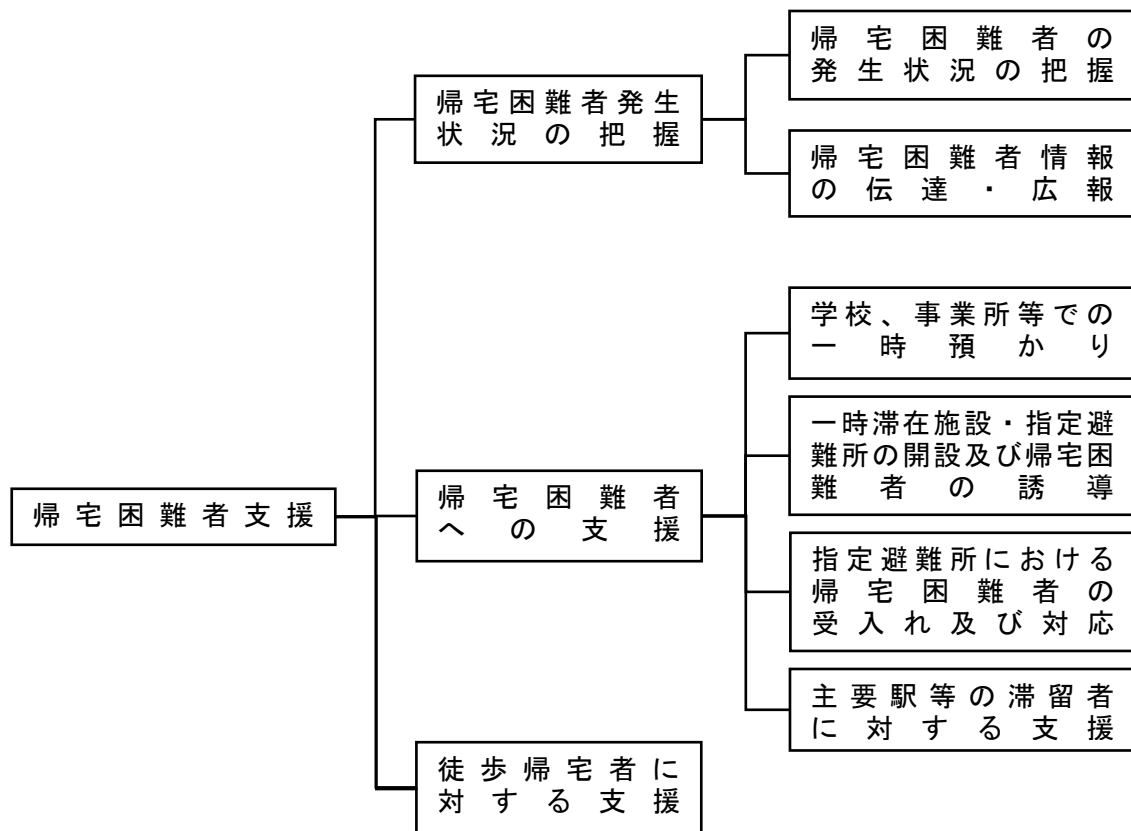 帰宅困難者支援
帰宅困難者発生
状況の把握
帰宅困難者の
発生状況の把握
帰宅困難者情報
の伝達・広報
帰宅困難者
への支援
学校、事業所等での
一時預かり
一時滞在施設・指定避
難所の開設及び帰宅困
難者の誘導
指定避難所における
帰宅困難者の
受入れ及び対応
主要駅等の滞留者
に対する支援
徒歩帰宅者に
対する支援